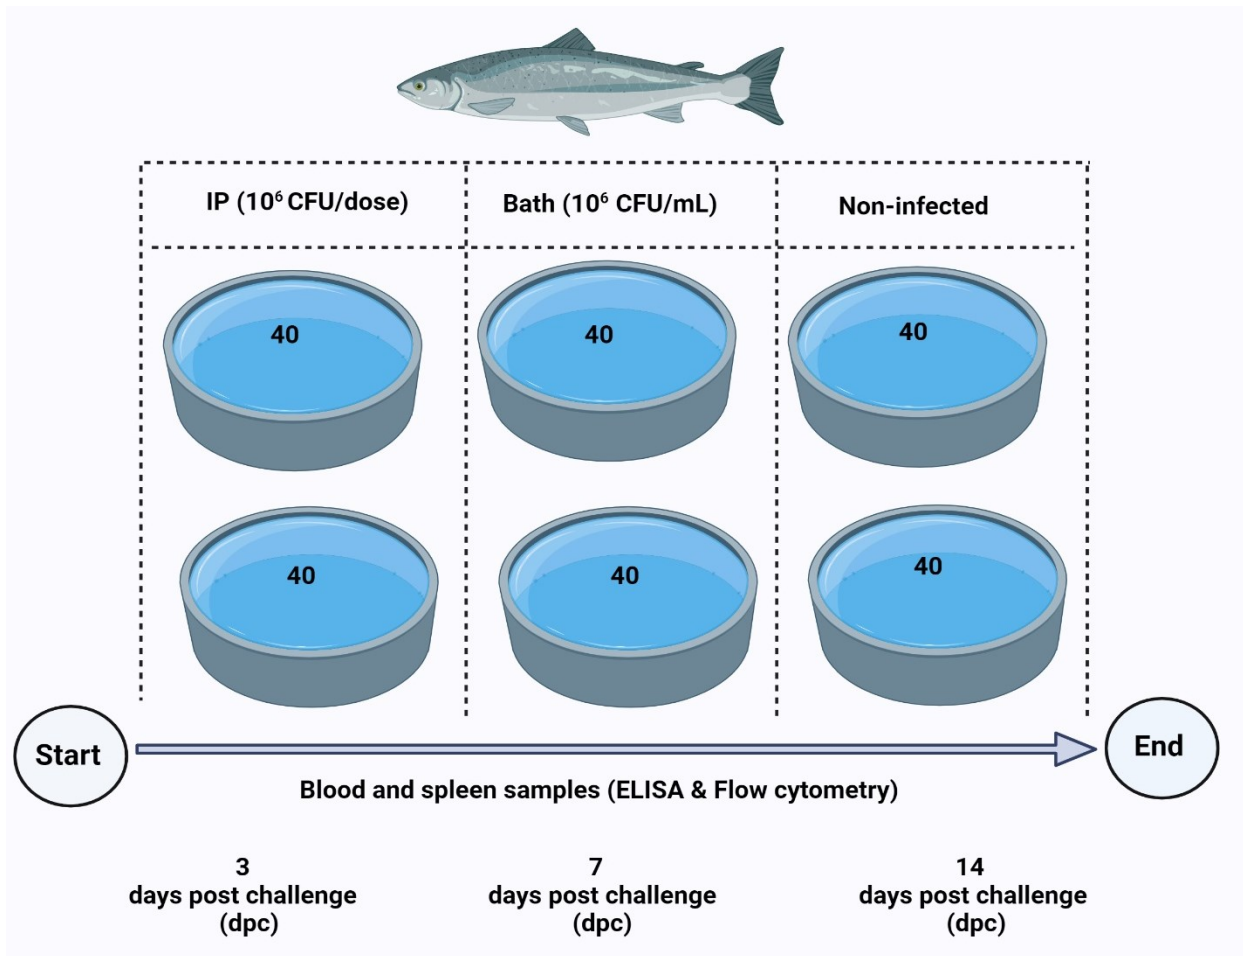 IP (10⁶ CFU/dose)
Bath (10⁶ CFU/mL)
Non-infected
40
40
40
40
40
40
Start
End
Blood and spleen samples (ELISA & Flow cytometry)
3
days post challenge
(dpc)
7
days post challenge
(dpc)
14
days post challenge
(dpc)